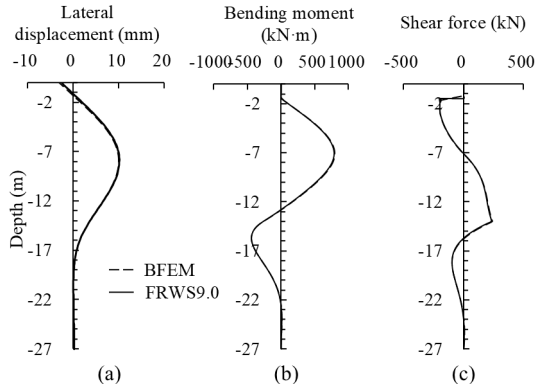 Lateral
displacement (mm)
-10 0 10 20
Depth (m)
-2
-7
-12
-17
-22
-27
BFEM
FRWS9.0
(a)
Bending moment
(kN·m)
-1000-500 0 500 1000
-2
-7
-12
-17
-22
-27
(b)
Shear force (kN)
-500 0 500
-2
-7
-12
-17
-22
-27
(c)